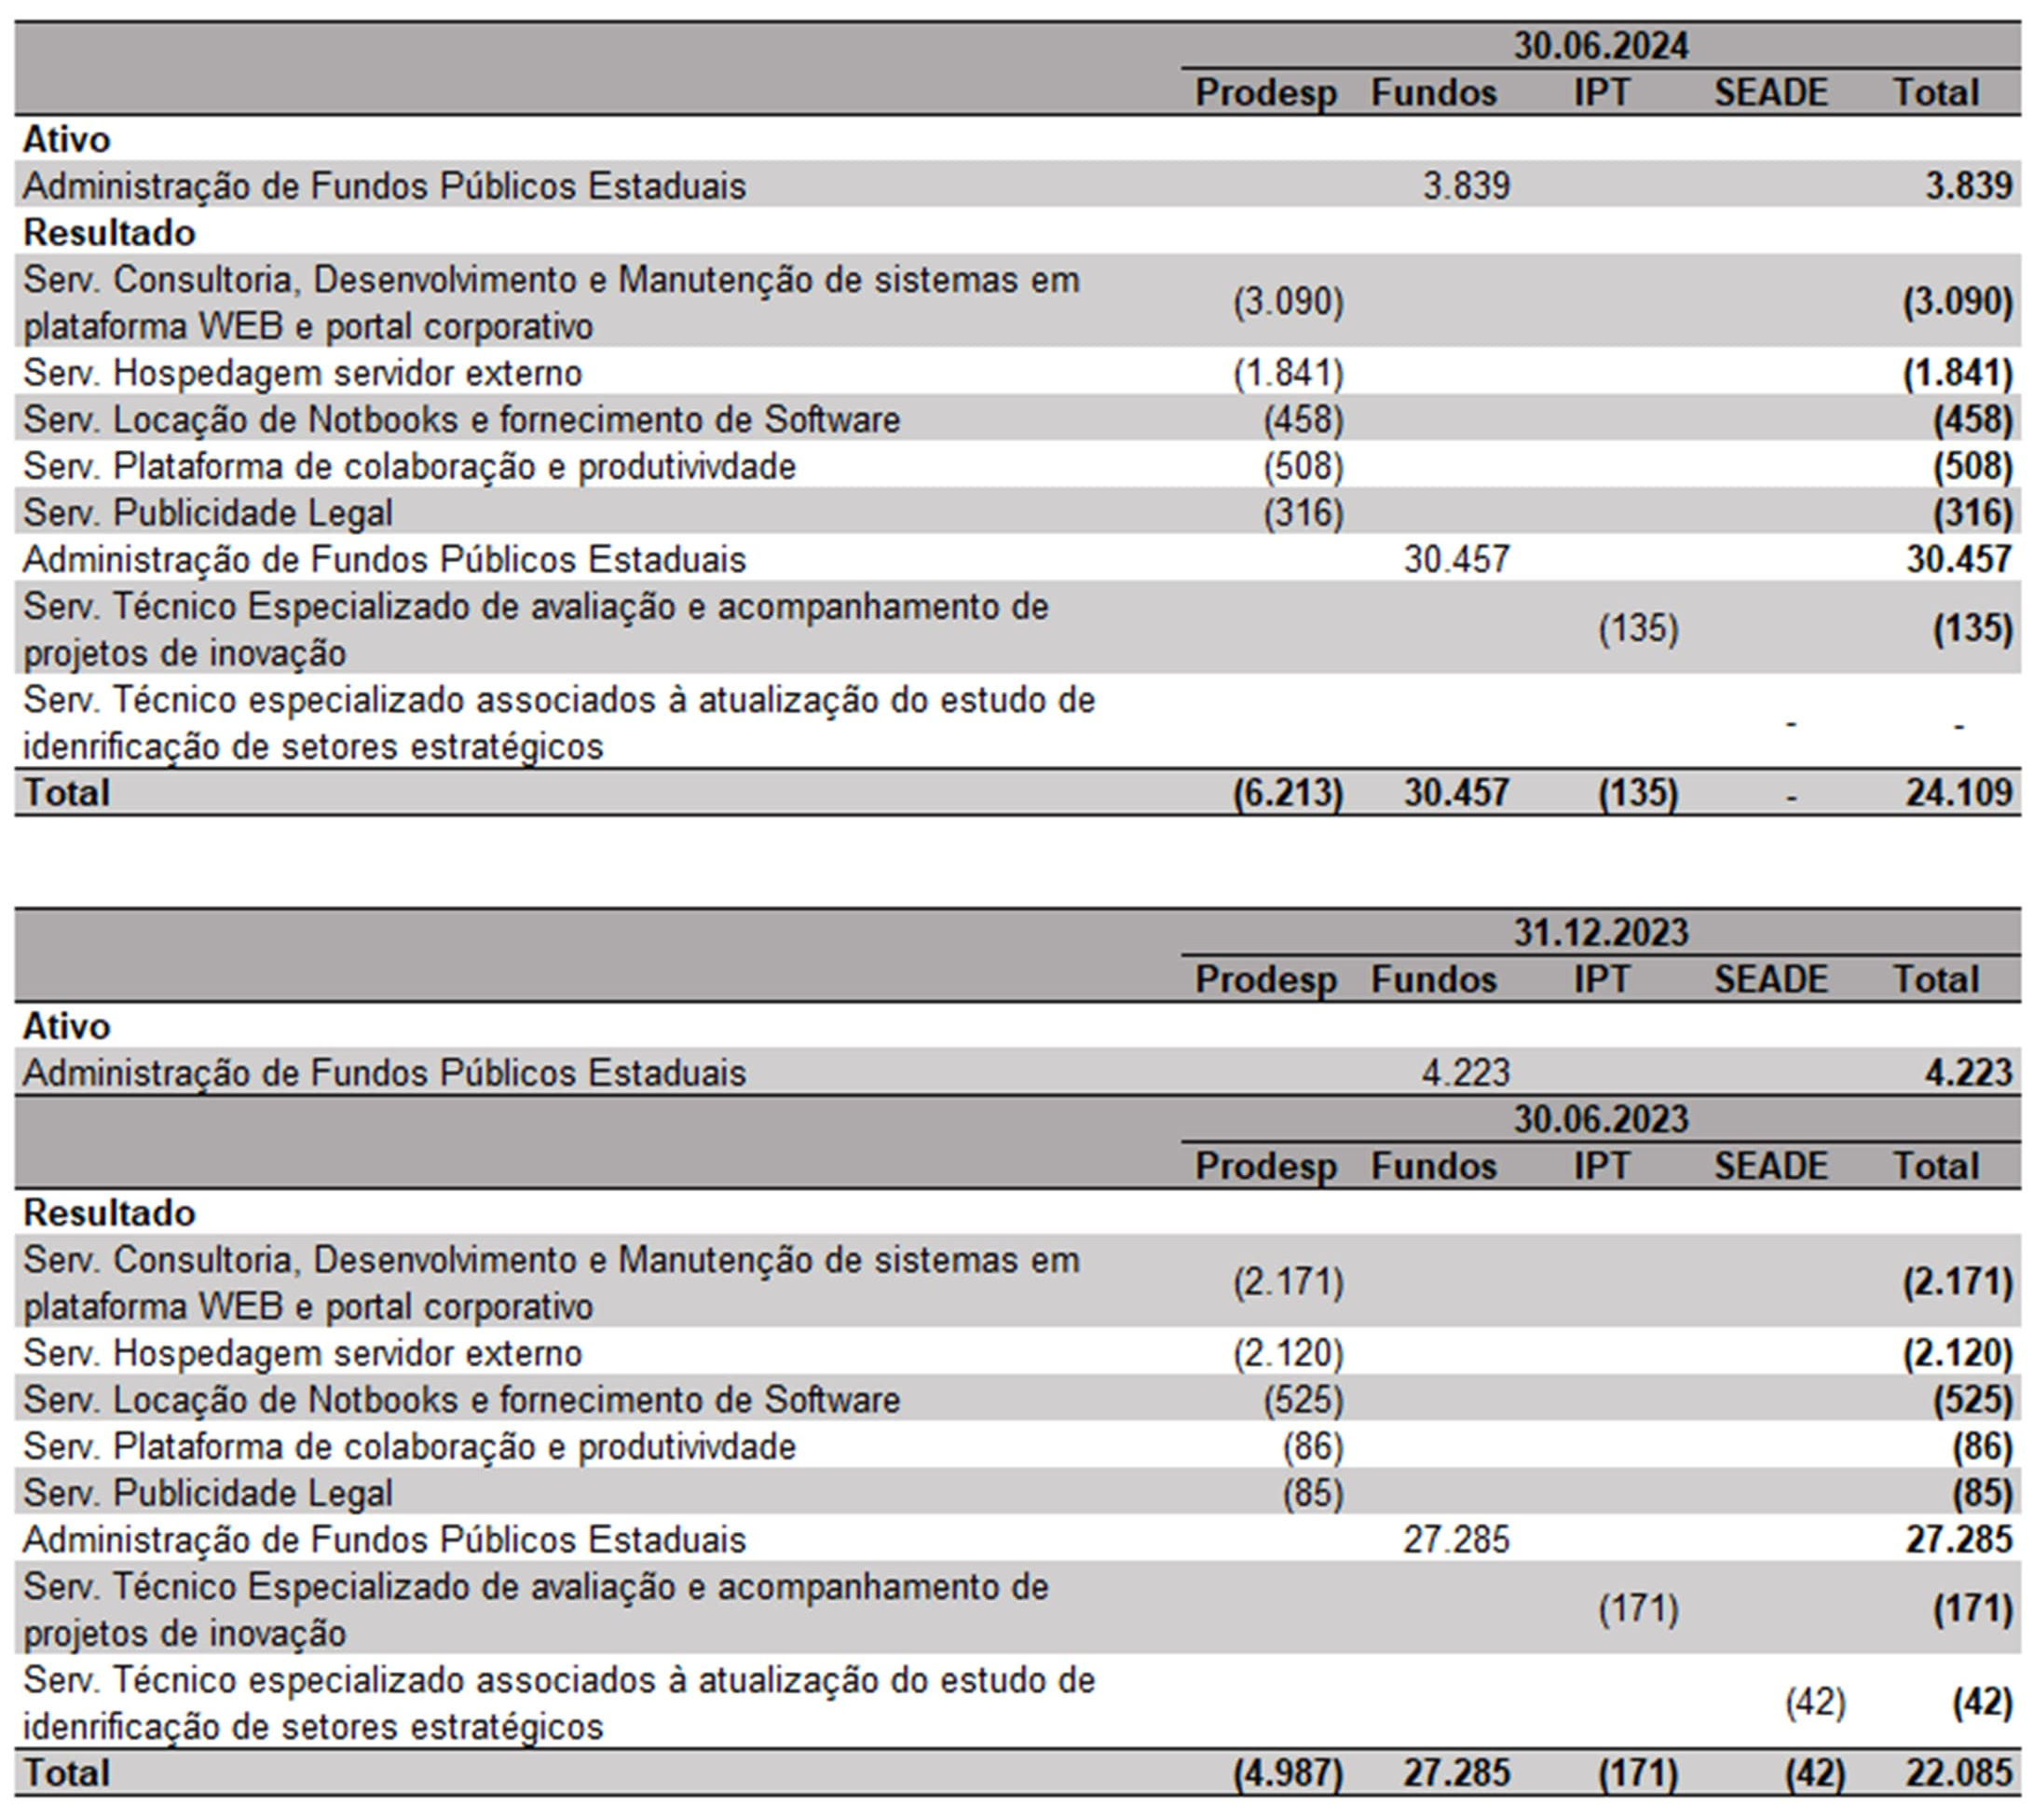 30.06.2024
Prodesp Fundos IPT SEADE Total
Ativo
Administração de Fundos Públicos Estaduais 3.839 3.839
Resultado
Serv. Consultoria, Desenvolvimento e Manutenção de sistemas em
plataforma WEB e portal corporativo (3.090) (3.090)
Serv. Hospedagem servidor externo (1.841) (1.841)
Serv. Locação de Notbooks e fornecimento de Software (458) (458)
Serv. Plataforma de colaboração e produtivivdade (508) (508)
Serv. Publicidade Legal (316) (316)
Administração de Fundos Públicos Estaduais 30.457 30.457
Serv. Técnico Especializado de avaliação e acompanhamento de
projetos de inovação (135) (135)
Serv. Técnico especializado associados à atualização do estudo de
idenrificação de setores estratégicos - -
Total (6.213) 30.457 (135) - 24.109
31.12.2023
Prodesp Fundos IPT SEADE Total
Ativo
Administração de Fundos Públicos Estaduais 4.223 4.223
30.06.2023
Prodesp Fundos IPT SEADE Total
Resultado
Serv. Consultoria, Desenvolvimento e Manutenção de sistemas em
plataforma WEB e portal corporativo (2.171) (2.171)
Serv. Hospedagem servidor externo (2.120) (2.120)
Serv. Locação de Notbooks e fornecimento de Software (525) (525)
Serv. Plataforma de colaboração e produtivivdade (86) (86)
Serv. Publicidade Legal (85) (85)
Administração de Fundos Públicos Estaduais 27.285 27.285
Serv. Técnico Especializado de avaliação e acompanhamento de
projetos de inovação (171) (171)
Serv. Técnico especializado associados à atualização do estudo de
idenrificação de setores estratégicos (42) (42)
Total (4.987) 27.285 (171) (42) 22.085